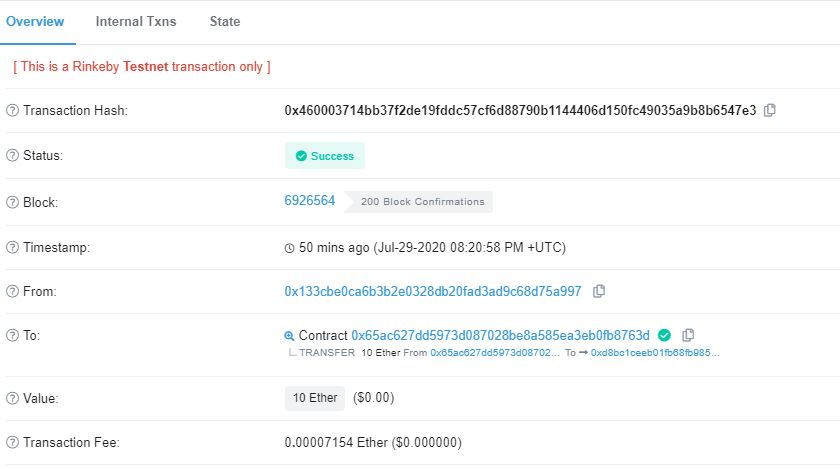 Overview Internal Txns State
[ This is a Rinkeby Testnet transaction only ]
Transaction Hash: 0x460003714bb37f2de19fddc57cf6d88790b1144406d150fc49035a9b8b6547e3
Status: Success
Block: 6926564 200 Block Confirmations
Timestamp: 50 mins ago (Jul-29-2020 08:20:58 PM +UTC)
From: 0x133cbe0ca6b3b2e0328db20fad3ad9c68d75a997
To: Contract 0x65ac627dd5973d087028be8a585ea3eb0fb8763d
TRANSFER 10 Ether From 0x65ac627dd5973d08702... To → 0xd8bc1ceeb01fb68fb985...
Value: 10 Ether ($0.00)
Transaction Fee: 0.00007154 Ether ($0.000000)